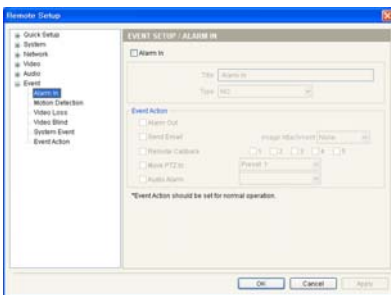 Remote Setup
Quick Setup
System
Network
Video
Audio
Event
Alarm In
Motion Detection
Video Loss
Video Blind
System Event
Event Action
EVENT SETUP / ALARM IN
Alarm In
Title Alarm In
Type NO
Event Action
Alarm Out
Send Email Image Attachment None
Remote Callback 1 2 3 4 5
Move PTZ to Preset 1
Audio Alarm
*Event Action should be set for normal operation.
OK Cancel Apply